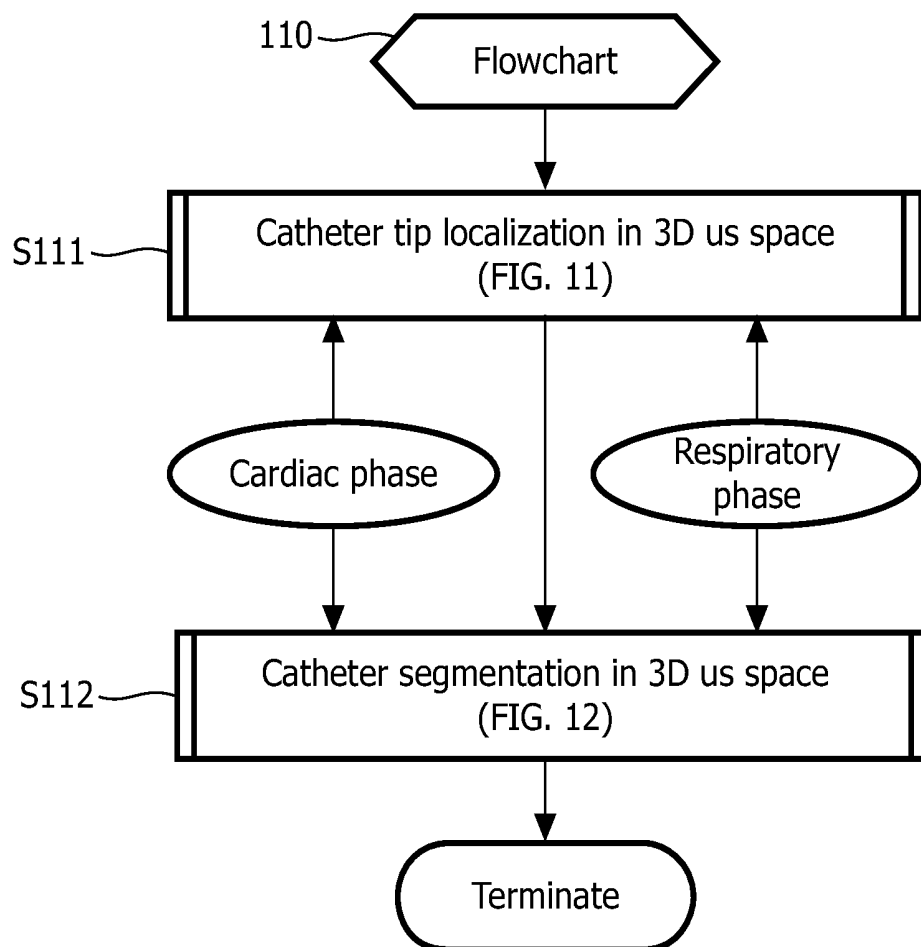 110
Flowchart
S111
Catheter tip localization in 3D us space
(FIG. 11)
Cardiac phase
Respiratory
phase
S112
Catheter segmentation in 3D us space
(FIG. 12)
Terminate